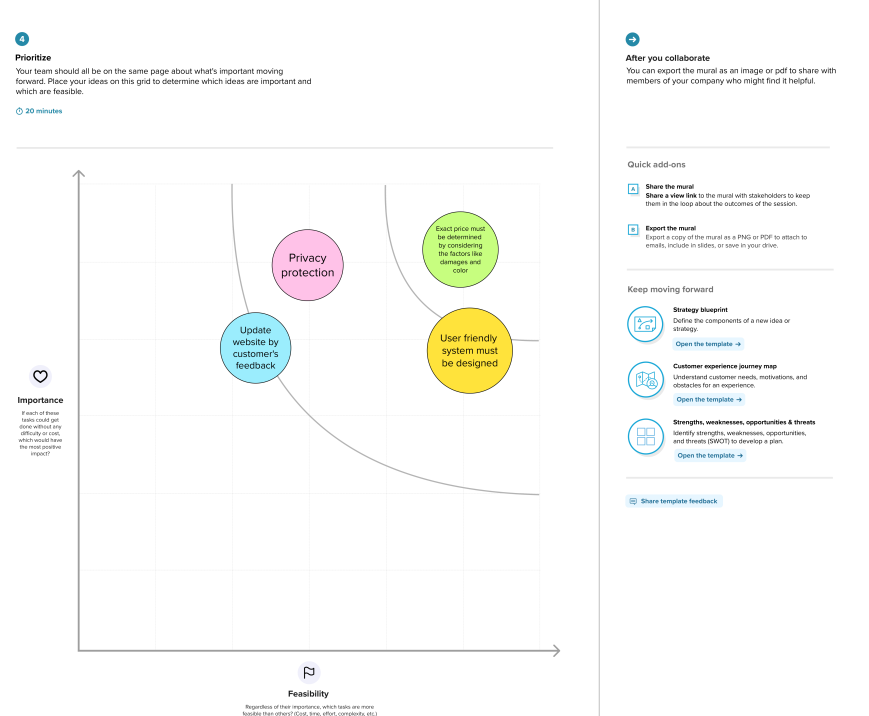 4
Prioritize
Your team should all be on the same page about what's important moving
forward. Place your ideas on this grid to determine which ideas are important and
which are feasible.
20 minutes
Exact price must
be determined
by considering
the factors like
damages and
color
Privacy
protection
Update
website by
customer's
feedback
User friendly
system must
be designed
Importance
If each of these
tasks could get
done without any
difficulty or cost,
which would have
the most positive
impact?
Feasibility
Regardless of their importance, which tasks are more
feasible than others? (Cost, time, effort, complexity, etc.)
After you collaborate
You can export the mural as an image or pdf to share with
members of your company who might find it helpful.
Quick add-ons
A
Share the mural
Share a view link to the mural with stakeholders to keep
them in the loop about the outcomes of the session.
B
Export the mural
Export a copy of the mural as a PNG or PDF to attach to
emails, include in slides, or save in your drive.
Keep moving forward
Strategy blueprint
Define the components of a new idea or
strategy.
Open the template →
Customer experience journey map
Understand customer needs, motivations, and
obstacles for an experience.
Open the template →
Strengths, weaknesses, opportunities & threats
Identify strengths, weaknesses, opportunities,
and threats (SWOT) to develop a plan.
Open the template →
Share template feedback